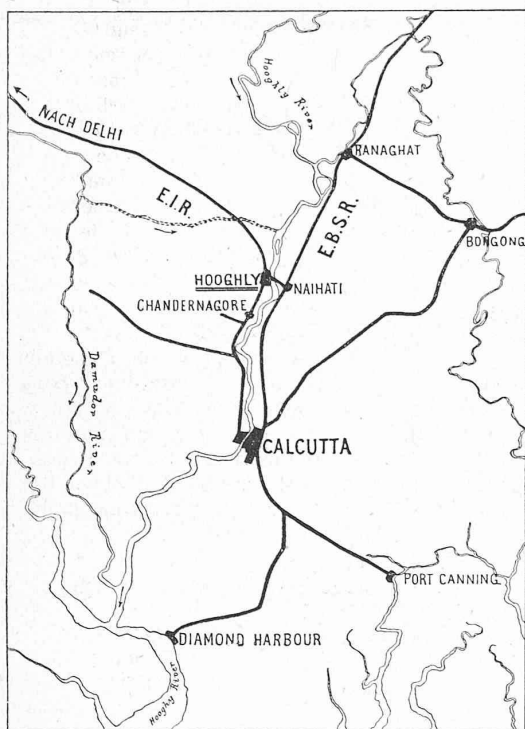 Hooghly River
NACH DELHI
RANAGHAT
E.I.R.
E.B.S.R.
BONGONG
HOOGHLY
NAIHATI
CHANDERNAGORE
Damudor River
CALCUTTA
PORT CANNING
DIAMOND HARBOUR
Hooghly River